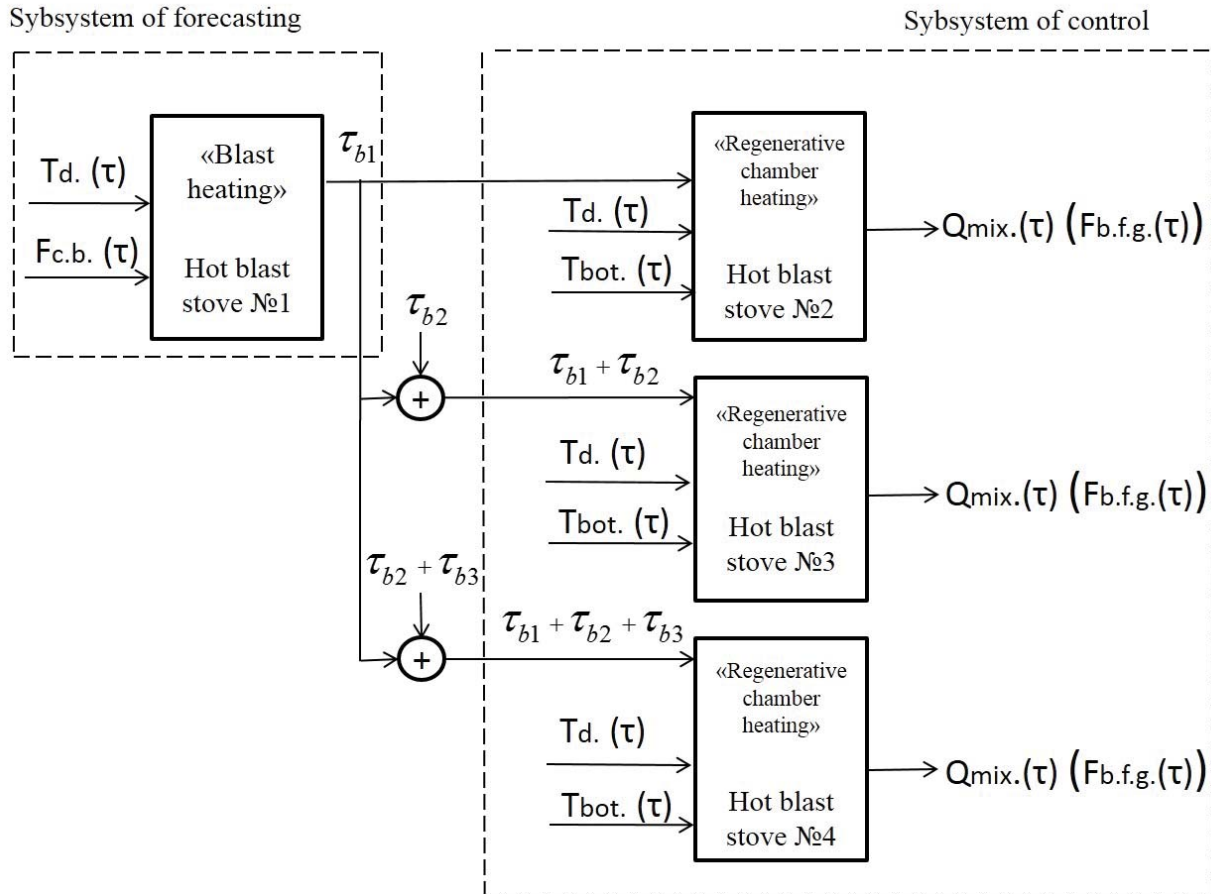 Sybsystem of forecasting
Sybsystem of control
Td. (τ)
Fc.b. (τ)
«Blast
heating»
Hot blast
stove №1
τb1
τb2
τb2 + τb3
«Regenerative
chamber
heating»
Hot blast
stove №2
Td. (τ)
Tbot. (τ)
Qmix.(τ) (Fb.f.g.(τ))
+
τb1 + τb2
Td. (τ)
Tbot. (τ)
«Regenerative
chamber
heating»
Hot blast
stove №3
Qmix.(τ) (Fb.f.g.(τ))
+
τb1 + τb2 + τb3
Td. (τ)
Tbot. (τ)
«Regenerative
chamber
heating»
Hot blast
stove №4
Qmix.(τ) (Fb.f.g.(τ))